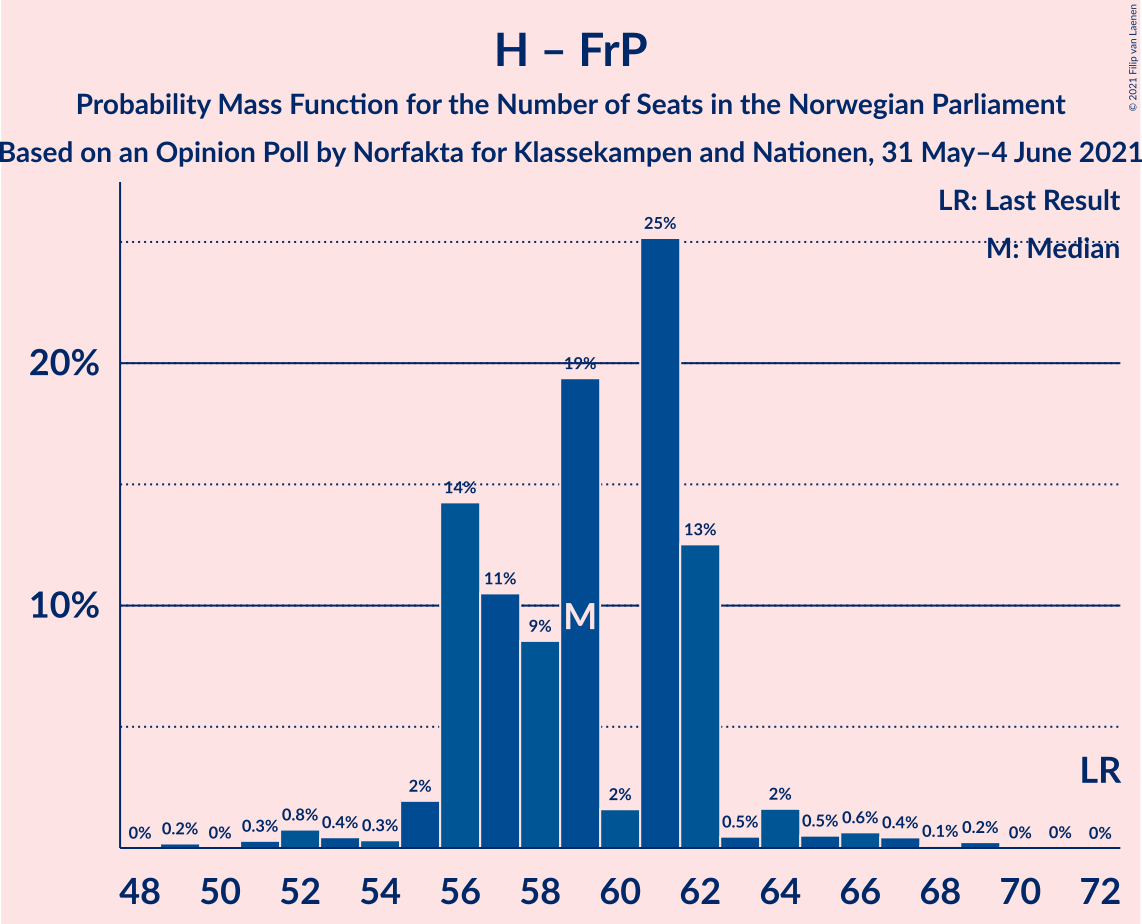 H – FrP
Probability Mass Function for the Number of Seats in the Norwegian Parliament
Based on an Opinion Poll by Norfakta for Klassekampen and Nationen, 31 May–4 June 2021
© 2021 Filip van Laenen
LR: Last Result
M: Median
25%
20%
19%
14%
13%
11%
10%
9%
M
LR
0% 0.2% 0% 0.3% 0.8% 0.4% 0.3% 2% 2% 0.5% 2% 0.5% 0.6% 0.4% 0.1% 0.2% 0% 0% 0%
48 50 52 54 56 58 60 62 64 66 68 70 72